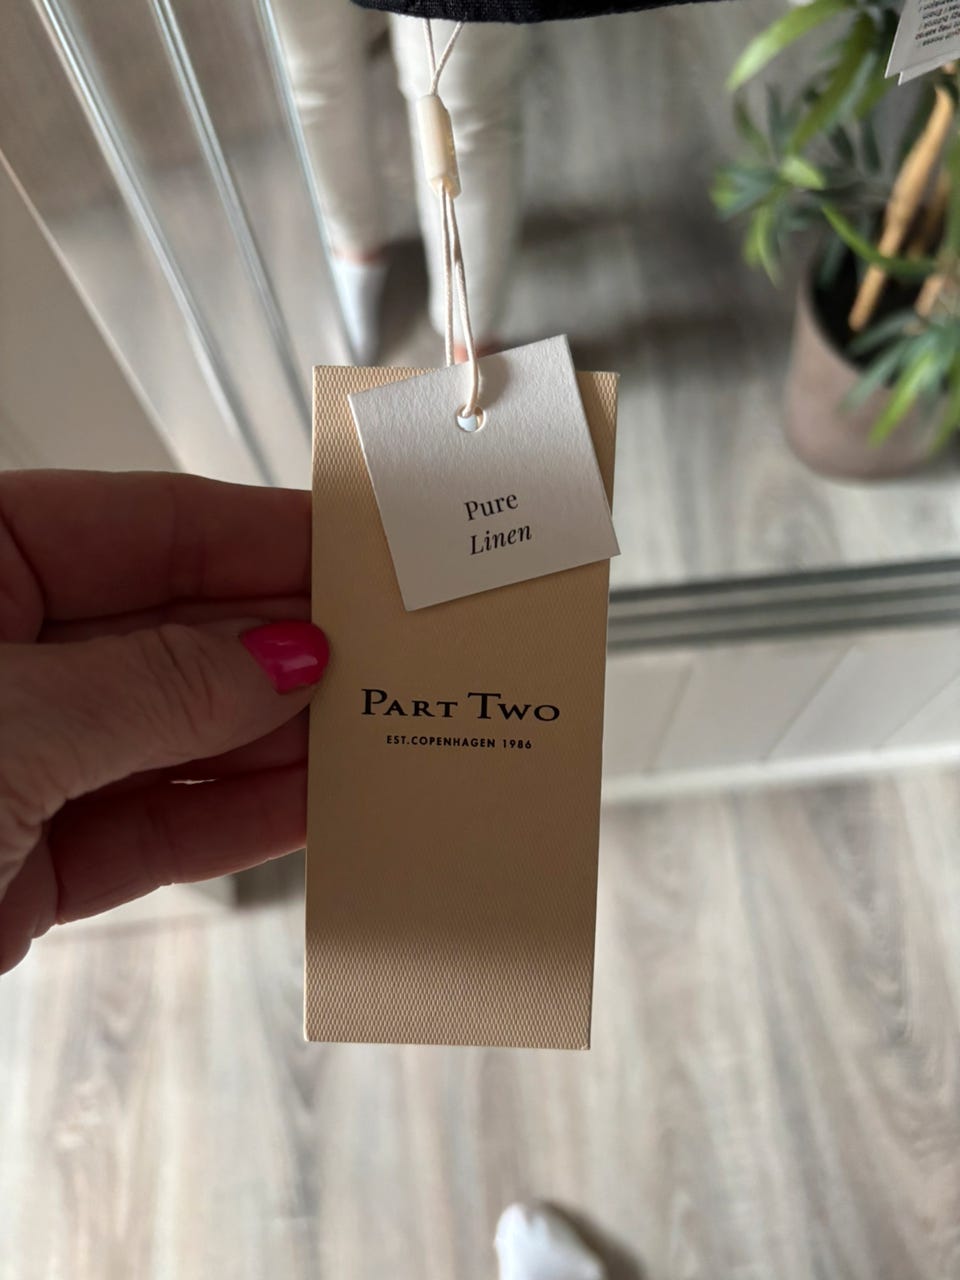 Pure
Linen
PART TWO
EST.COPENHAGEN 1986